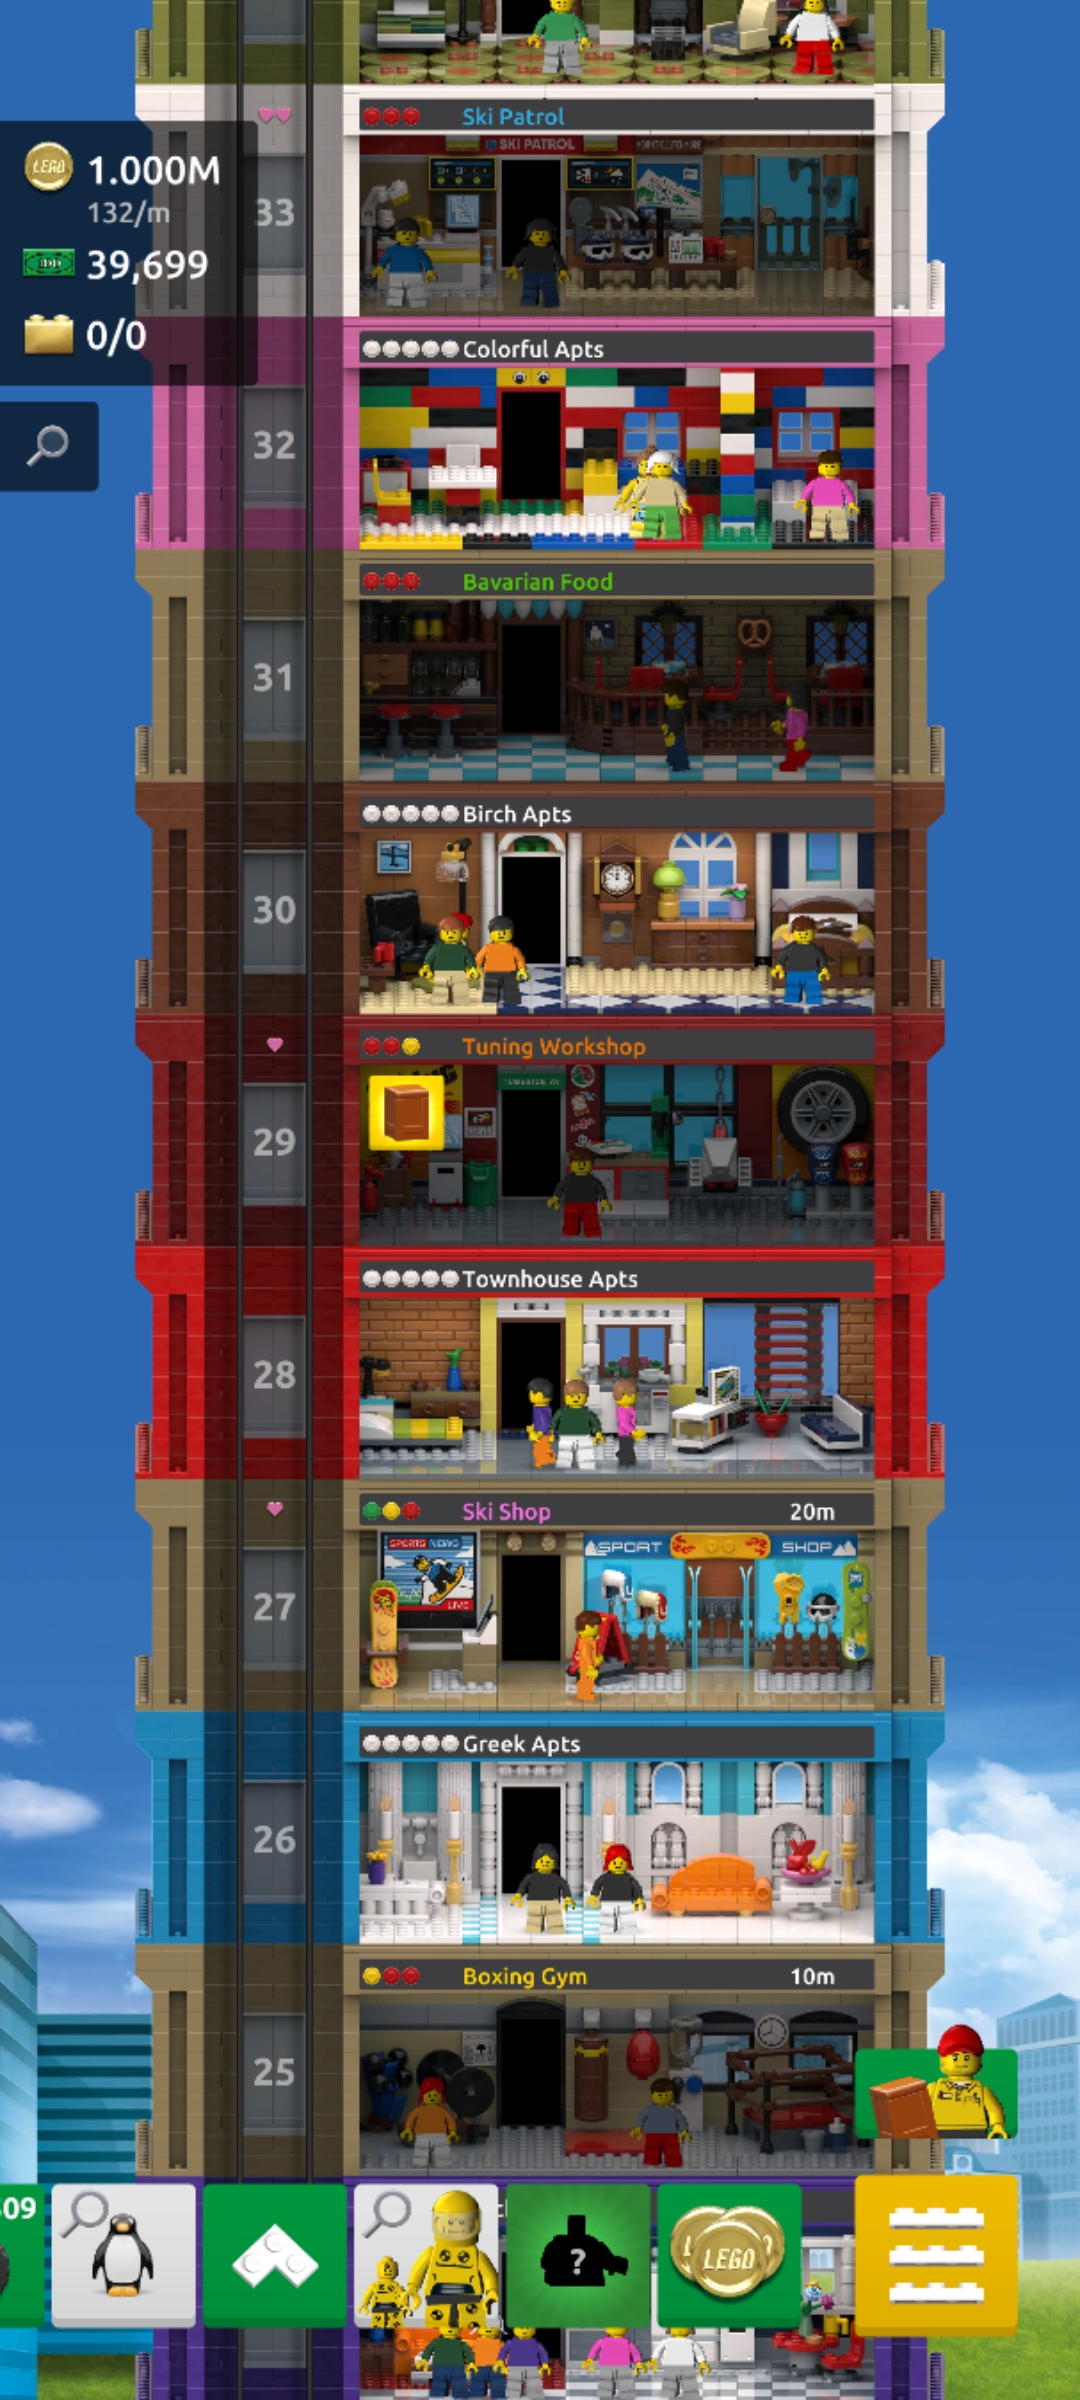 Ski Patrol
SKI PATROL
LEGO
1.000M
132/m
39,699
0/0
33
Colorful Apts
32
Bavarian Food
31
Birch Apts
30
Tuning Workshop
29
Townhouse Apts
28
Ski Shop
20m
SPORTS NEWS
LIVE
SPORT
SHOP
27
Greek Apts
26
Boxing Gym
10m
25
09
?
LEGO